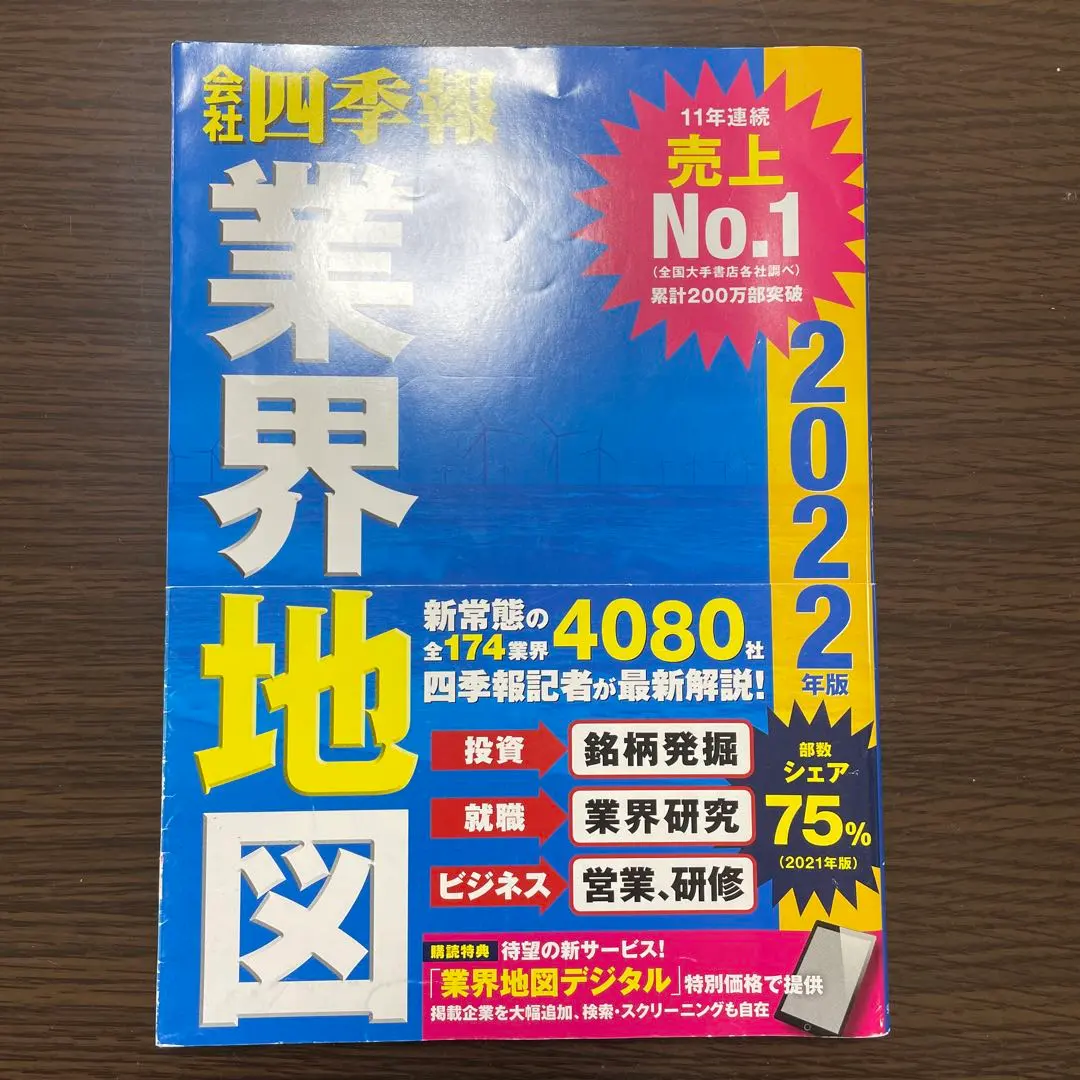 会社四季報
業界地図
11年連続
売上
No.1
(全国大手書店各社調べ)
累計200万部突破
2022年版
新常態の
全174業界4080社
四季報記者が最新解説!
投資 銘柄発掘
就職 業界研究
ビジネス 営業、研修
部数
シェア
75%
(2021年版)
購読特典 待望の新サービス!
「業界地図デジタル」特別価格で提供
掲載企業を大幅追加、検索・スクリーニングも自在